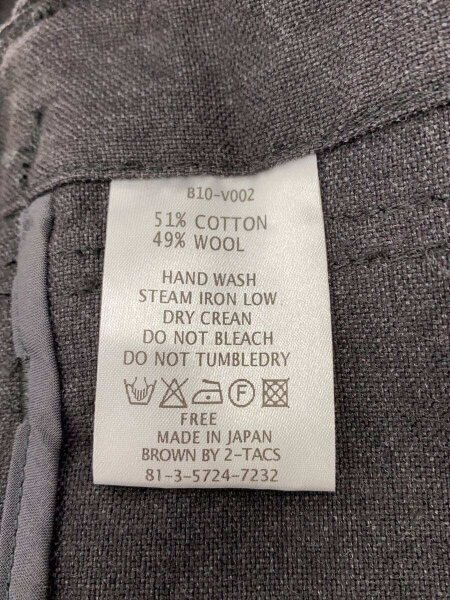 B10-V002
51% COTTON
49% WOOL
HAND WASH
STEAM IRON LOW
DRY CREAN
DO NOT BLEACH
DO NOT TUMBLEDRY
F
FREE
MADE IN JAPAN
BROWN BY 2-TACS
81-3-5724-7232